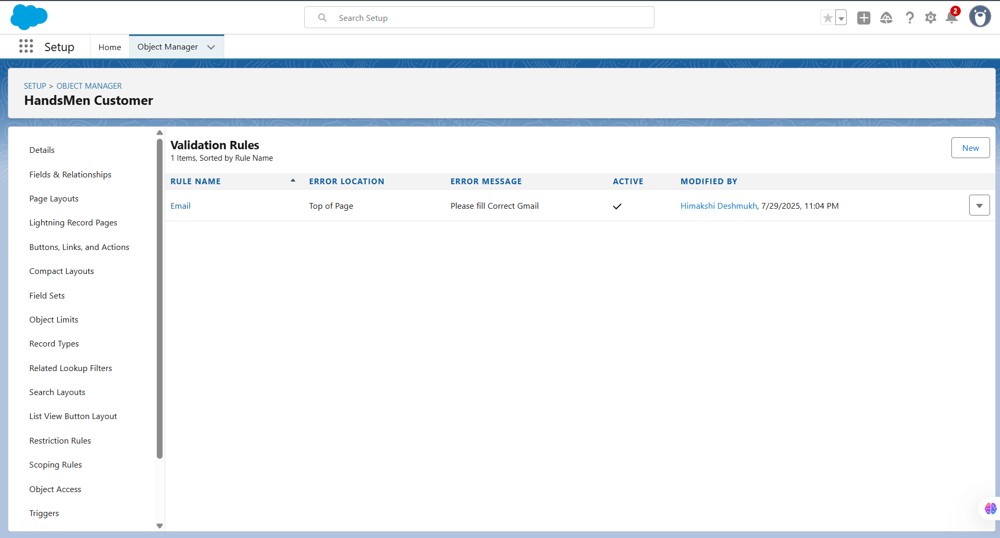 Search Setup
2
Setup
Home
Object Manager
SETUP > OBJECT MANAGER
HandsMen Customer
Details
Fields & Relationships
Page Layouts
Lightning Record Pages
Buttons, Links, and Actions
Compact Layouts
Field Sets
Object Limits
Record Types
Related Lookup Filters
Search Layouts
List View Button Layout
Restriction Rules
Scoping Rules
Object Access
Triggers
Validation Rules
1 Items, Sorted by Rule Name
New
RULE NAME ERROR LOCATION ERROR MESSAGE ACTIVE MODIFIED BY
Email Top of Page Please fill Correct Gmail Himakshi Deshmukh, 7/29/2025, 11:04 PM